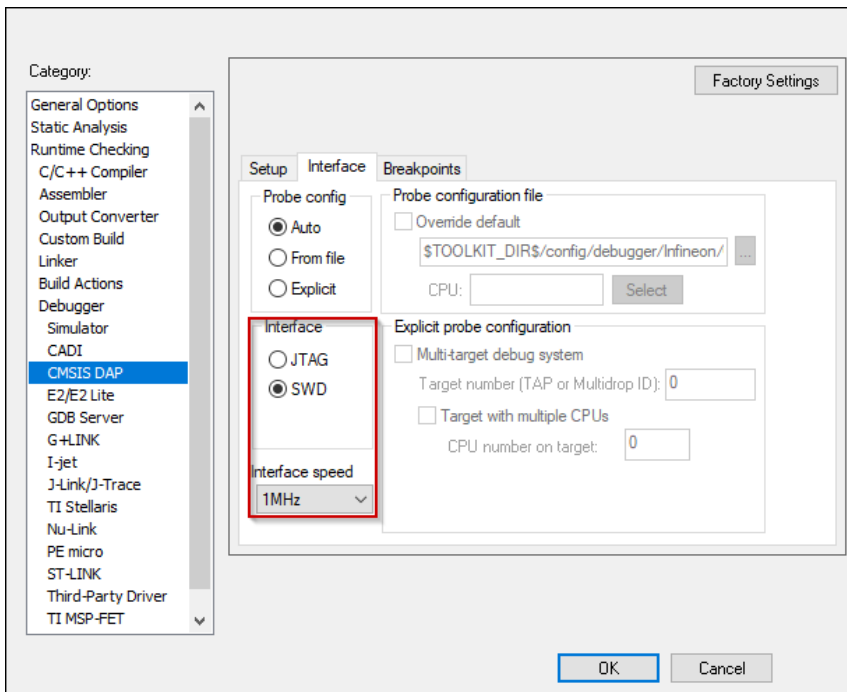 Category:
General Options
Static Analysis
Runtime Checking
C/C++ Compiler
Assembler
Output Converter
Custom Build
Linker
Build Actions
Debugger
Simulator
CADI
CMSIS DAP
E2/E2 Lite
GDB Server
G+LINK
I-jet
J-Link/J-Trace
TI Stellaris
Nu-Link
PE micro
ST-LINK
Third-Party Driver
TI MSP-FET
Factory Settings
Setup Interface Breakpoints
Probe config
Auto
From file
Explicit
Probe configuration file
Override default
$TOOLKIT_DIR$/config/debugger/Infineon/ ...
CPU: Select
Interface
JTAG
SWD
Interface speed
1MHz
Explicit probe configuration
Multi-target debug system
Target number (TAP or Multidrop ID): 0
Target with multiple CPUs
CPU number on target: 0
OK Cancel